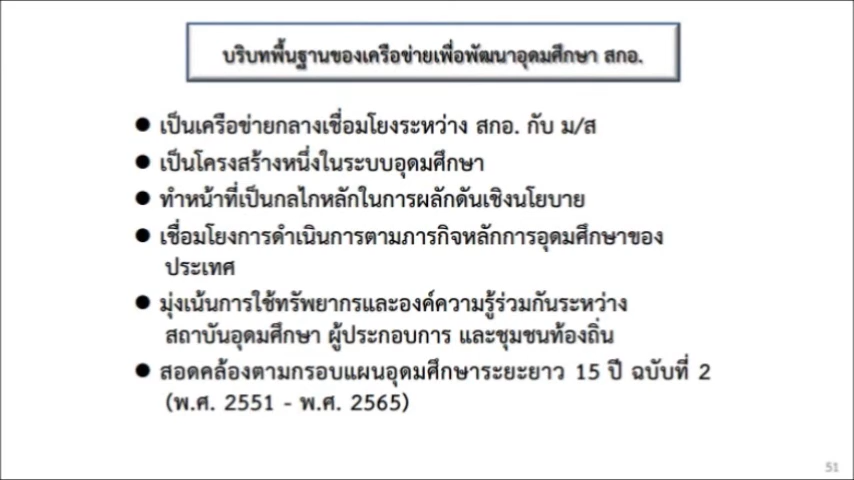 บริบทพื้นฐานของเครือข่ายเพื่อพัฒนาอุดมศึกษา สกอ.
● เป็นเครือข่ายกลางเชื่อมโยงระหว่าง สกอ. กับ ม/ส
● เป็นโครงสร้างหนึ่งในระบบอุดมศึกษา
● ทำหน้าที่เป็นกลไกหลักในการผลักดันเชิงนโยบาย
● เชื่อมโยงการดำเนินการตามภารกิจหลักการอุดมศึกษาของ
ประเทศ
● มุ่งเน้นการใช้ทรัพยากรและองค์ความรู้ร่วมกันระหว่าง
สถาบันอุดมศึกษา ผู้ประกอบการ และชุมชนท้องถิ่น
● สอดคล้องตามกรอบแผนอุดมศึกษาระยะยาว 15 ปี ฉบับที่ 2
(พ.ศ. 2551 - พ.ศ. 2565)
51